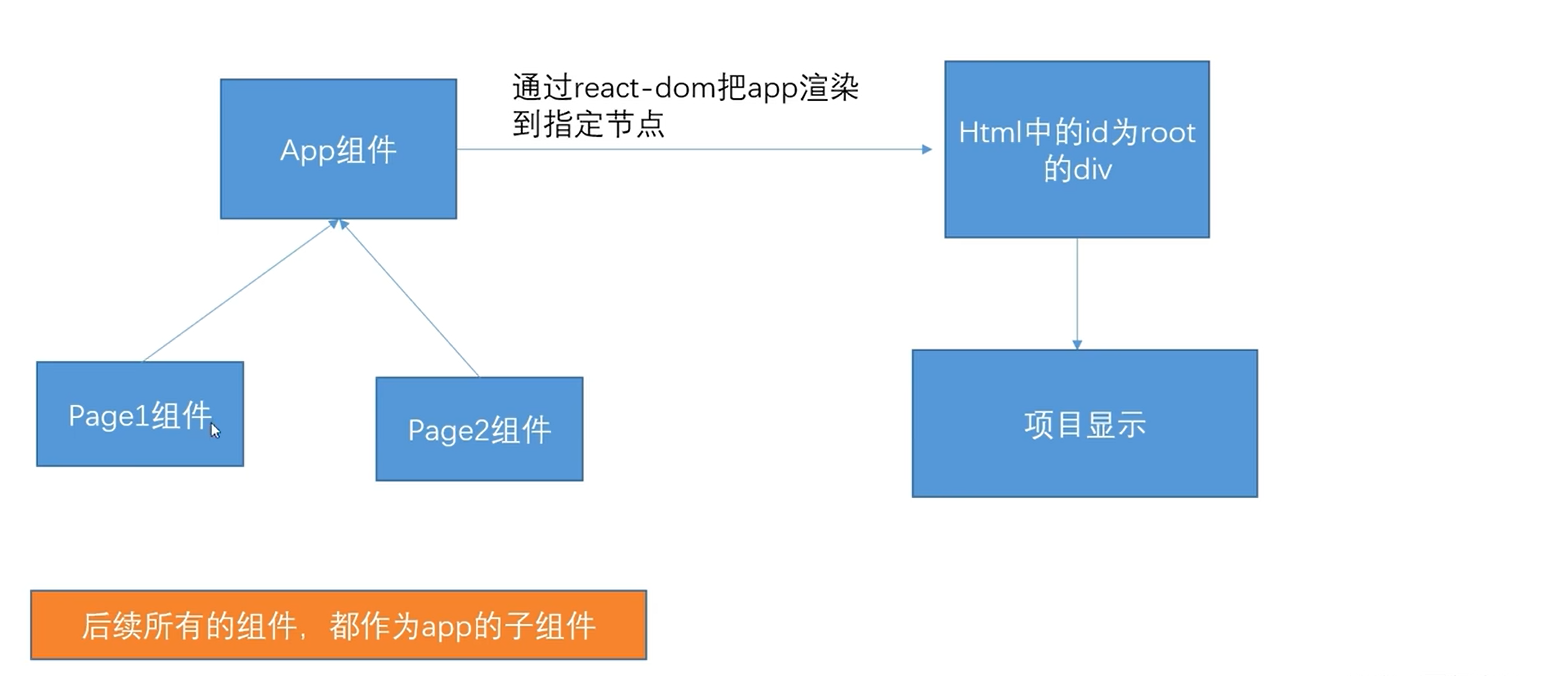 通过react-dom把app渲染
到指定节点
App组件
Html中的id为root
的div
Page1组件
Page2组件
项目显示
后续所有的组件，都作为app的子组件